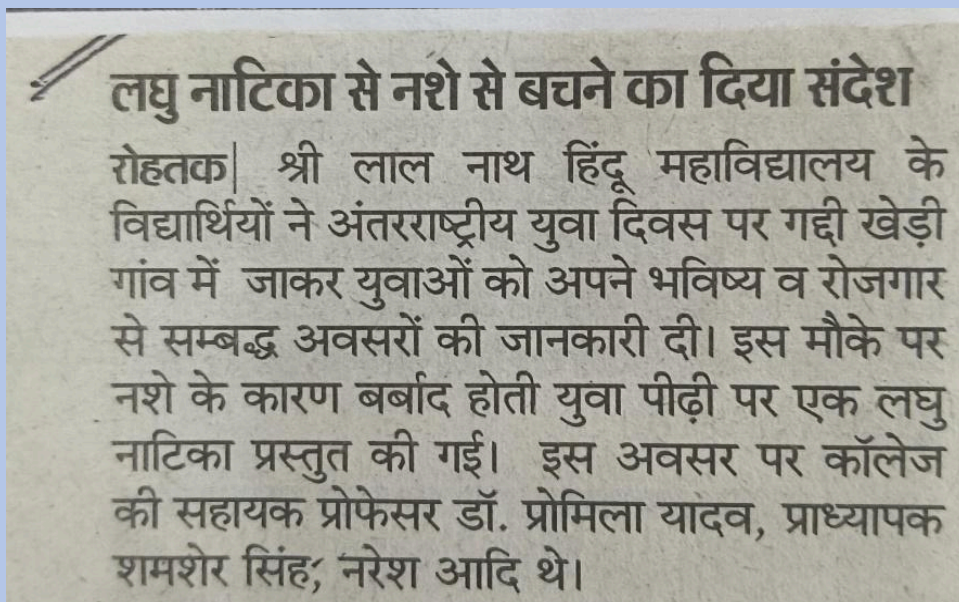 लघु नाटिका से नशे से बचने का दिया संदेश
रोहतक| श्री लाल नाथ हिंदू महाविद्यालय के
विद्यार्थियों ने अंतरराष्ट्रीय युवा दिवस पर गद्दी खेड़ी
गांव में जाकर युवाओं को अपने भविष्य व रोजगार
से सम्बद्ध अवसरों की जानकारी दी। इस मौके पर
नशे के कारण बर्बाद होती युवा पीढ़ी पर एक लघु
नाटिका प्रस्तुत की गई। इस अवसर पर कॉलेज
की सहायक प्रोफेसर डॉ. प्रोमिला यादव, प्राध्यापक
शमशेर सिंह, नरेश आदि थे।